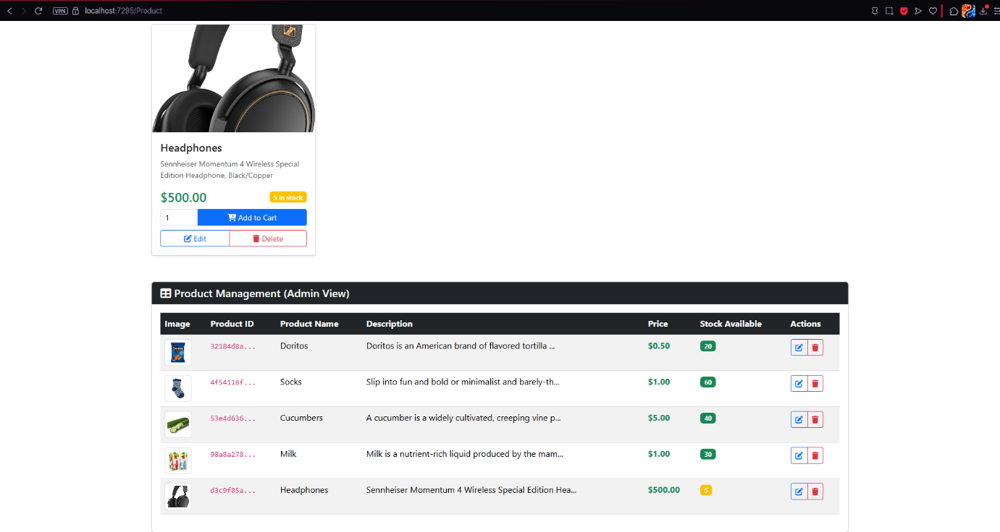 VPN localhost:7295/Product
Headphones
Sennheiser Momentum 4 Wireless Special
Edition Headphone, Black/Copper
$500.00 5 in stock
1 Add to Cart
Edit Delete
Product Management (Admin View)
Image Product ID Product Name Description Price Stock Available Actions
32184d8a... Doritos Doritos is an American brand of flavored tortilla ... $0.50 20
4f54118f... Socks Slip into fun and bold or minimalist and barely-th... $1.00 60
53e4d636... Cucumbers A cucumber is a widely cultivated, creeping vine p... $5.00 40
98a8a278... Milk Milk is a nutrient-rich liquid produced by the mam... $1.00 30
d3c9f85a... Headphones Sennheiser Momentum 4 Wireless Special Edition Hea... $500.00 5